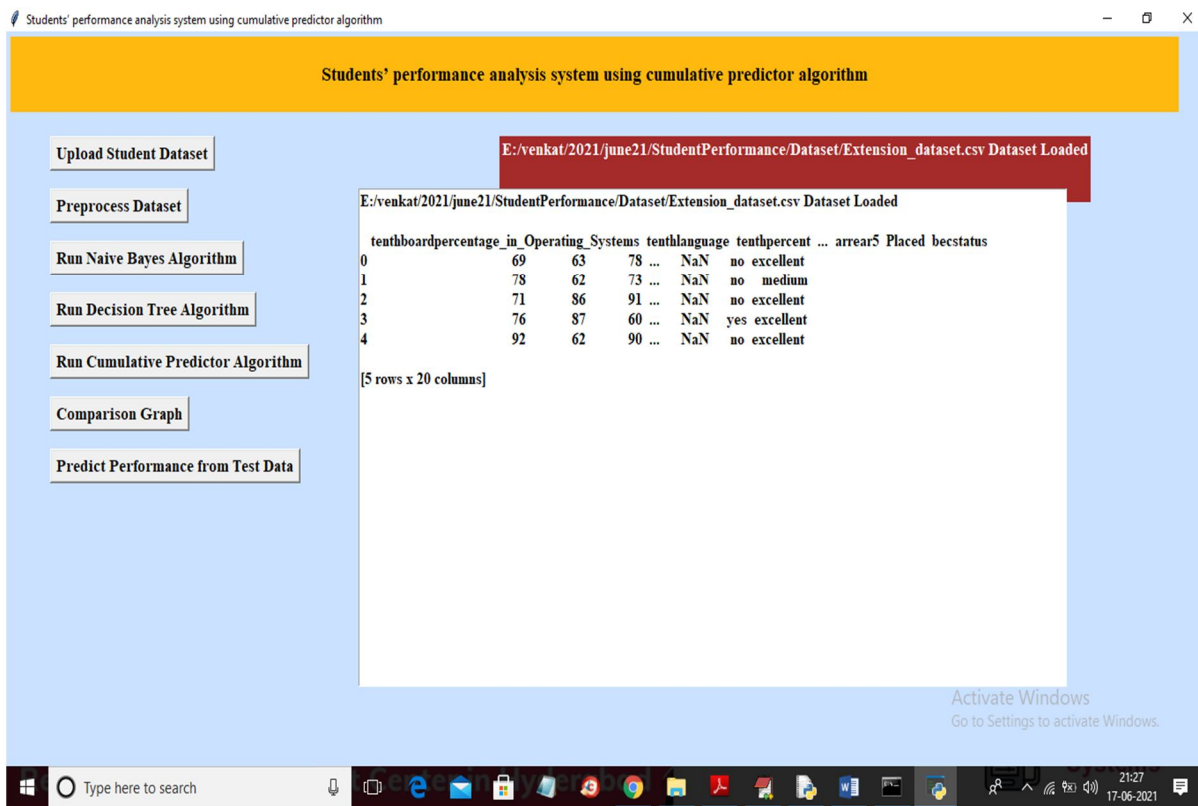 Students' performance analysis system using cumulative predictor algorithm
Students' performance analysis system using cumulative predictor algorithm
Upload Student Dataset
Preprocess Dataset
Run Naive Bayes Algorithm
Run Decision Tree Algorithm
Run Cumulative Predictor Algorithm
Comparison Graph
Predict Performance from Test Data
E:/venkat/2021/june21/StudentPerformance/Dataset/Extension_dataset.csv Dataset Loaded
E:/venkat/2021/june21/StudentPerformance/Dataset/Extension_dataset.csv Dataset Loaded
tenthboardpercentage_in_Operating_Systems tenthlanguage tenthpercent ... arrear5 Placed becstatus
0 69 63 78 ... NaN no excellent
1 78 62 73 ... NaN no medium
2 71 86 91 ... NaN no excellent
3 76 87 60 ... NaN yes excellent
4 92 62 90 ... NaN no excellent
[5 rows x 20 columns]
Activate Windows
Go to Settings to activate Windows.
Type here to search
21:27
17-06-2021